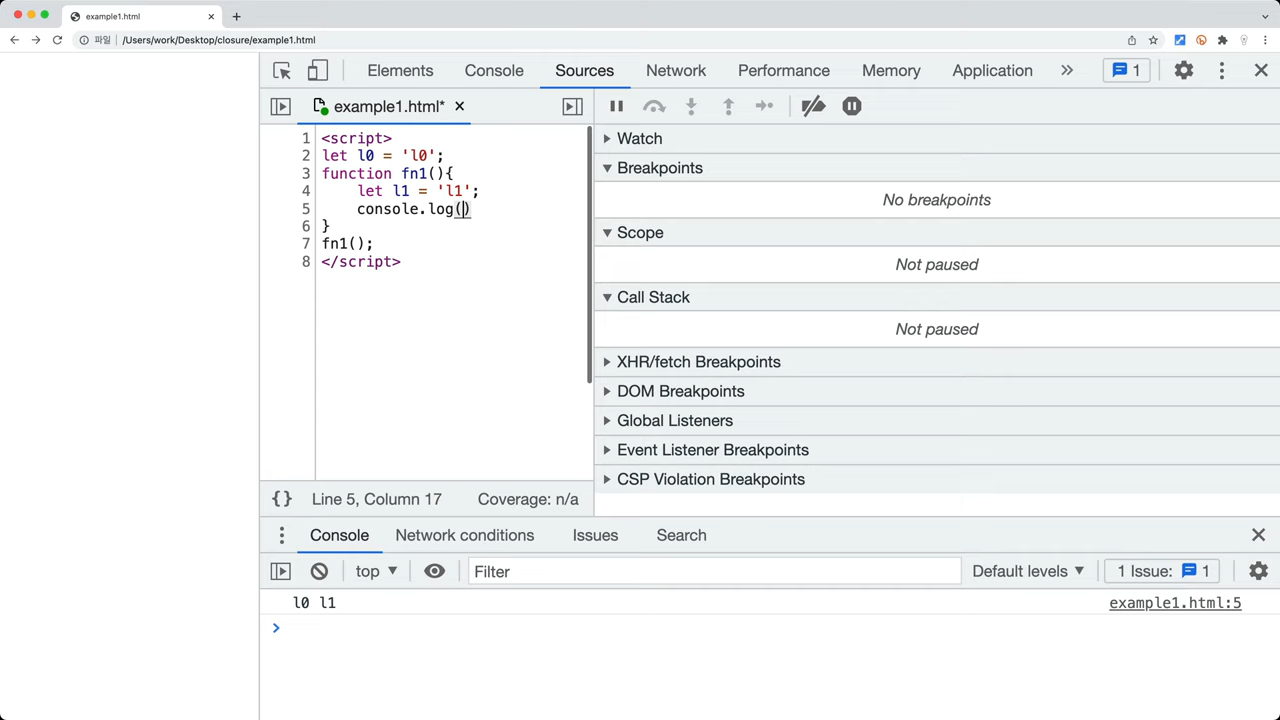 example1.html
파일 /Users/work/Desktop/closure/example1.html
Elements Console Sources Network Performance Memory Application 1
example1.html*
1 <script>
2 let l0 = 'l0';
3 function fn1(){
4 let l1 = 'l1';
5 console.log()
6 }
7 fn1();
8 </script>
Line 5, Column 17 Coverage: n/a
Watch
Breakpoints
No breakpoints
Scope
Not paused
Call Stack
Not paused
XHR/fetch Breakpoints
DOM Breakpoints
Global Listeners
Event Listener Breakpoints
CSP Violation Breakpoints
Console Network conditions Issues Search
top Filter Default levels 1 Issue: 1
l0 l1 example1.html:5